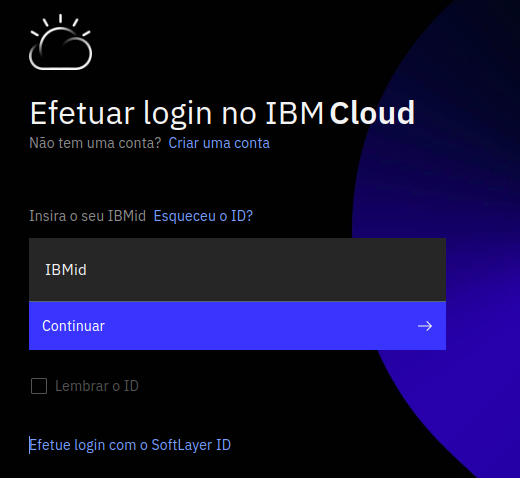 Efetuar login no IBM Cloud
Não tem uma conta? Criar uma conta
Insira o seu IBMid Esqueceu o ID?
IBMid
Continuar
Lembrar o ID
Efetue login com o SoftLayer ID